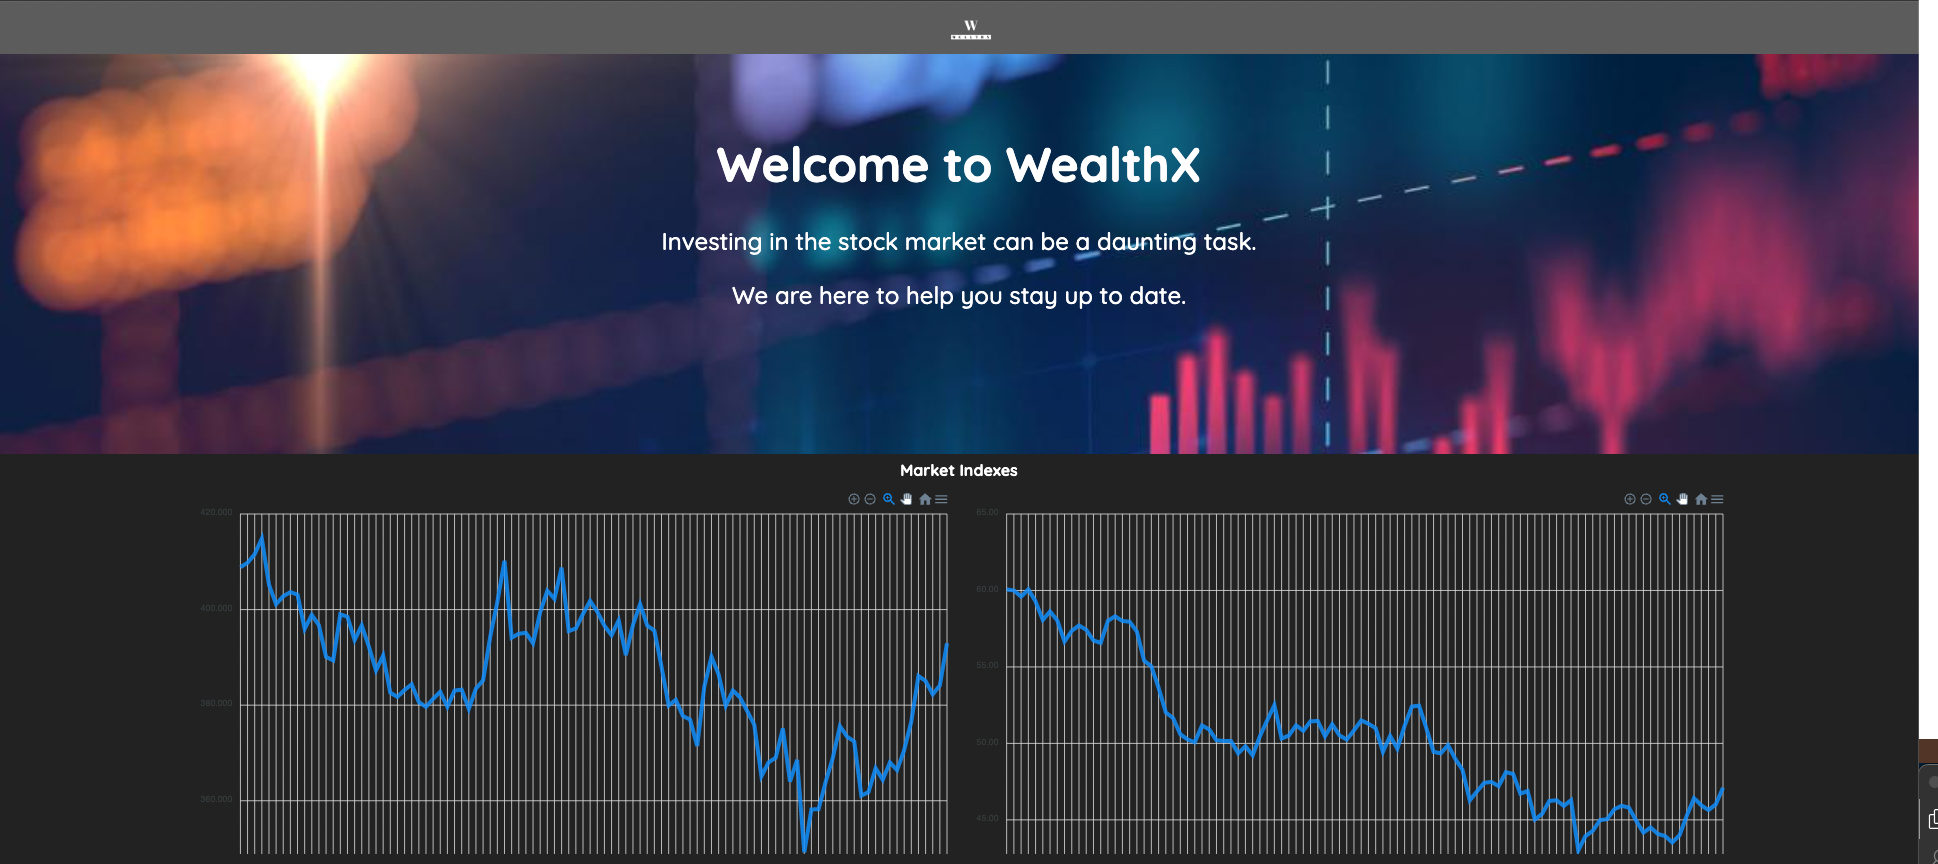 W
Welcome to WealthX
Investing in the stock market can be a daunting task.
We are here to help you stay up to date.
Market Indexes
420.000
400.000
380.000
360.000
65.00
60.00
55.00
50.00
45.00